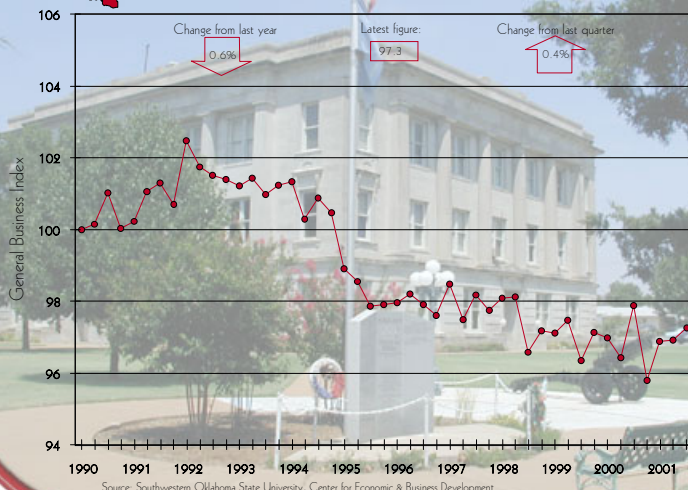 106
Change from last year
Latest figure:
Change from last quarter
0.6%
97.3
0.4%
104
102
100
98
96
94
General Business Index
1990 1991 1992 1993 1994 1995 1996 1997 1998 1999 2000 2001
Source: Southwestern Oklahoma State University, Center for Economic & Business Development